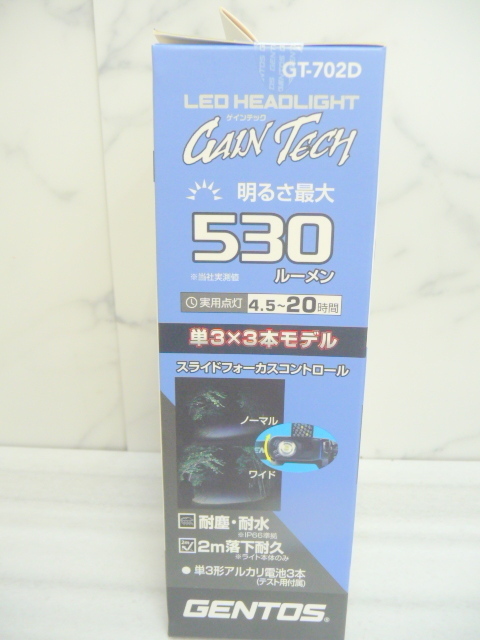 GT-702D
LED HEADLIGHT
ゲインテック
GAIN TECH
明るさ最大
530
ルーメン
※当社実測値
実用点灯 4.5~20時間
単3×3本モデル
スライドフォーカスコントロール
ノーマル
ワイド
耐塵・耐水
※IP68準拠
2m落下耐久
※ライト本体のみ
● 単3形アルカリ電池3本
(テスト用付属)
GENTOS®